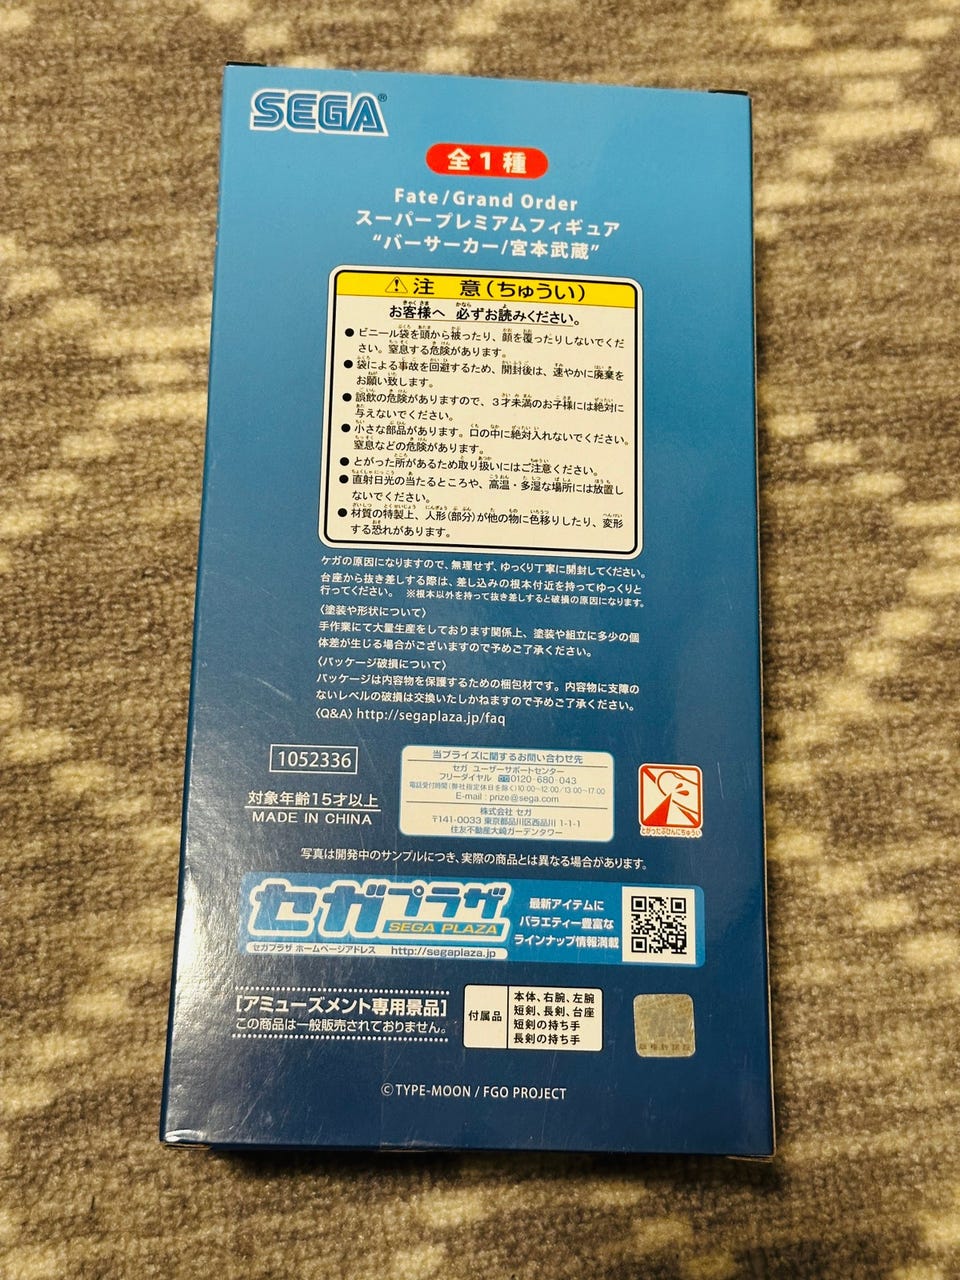 SEGA®
全1種
Fate/Grand Order
スーパープレミアムフィギュア
“バーサーカー/宮本武蔵”
注 意(ちゅうい)
お客様へ 必ずお読みください。
●ビニール袋を頭から被ったり、顔を覆ったりしないでくだ
さい。窒息する危険があります。
●袋による事故を回避するため、開封後は、速やかに廃棄を
お願い致します。
●誤飲の危険がありますので、3才未満のお子様には絶対に
与えないでください。
●小さな部品があります。口の中に絶対入れないでください。
窒息などの危険があります。
●とがった所があるため取り扱いにはご注意ください。
●直射日光の当たるところや、高温・多湿な場所には放置し
ないでください。
●材質の特製上、人形(部分)が他の物に色移りしたり、変形
する恐れがあります。
ケガの原因になりますので、無理せず、ゆっくり丁寧に開封してください。
台座から抜き差しする際は、差し込みの根本付近を持ってゆっくりと
行ってください。 ※根本以外を持って抜き差しすると破損の原因になります。
〈塗装や形状について〉
手作業にて大量生産をしております関係上、塗装や組立に多少の個
体差が生じる場合がございますので予めご了承ください。
〈パッケージ破損について〉
パッケージは内容物を保護するための梱包材です。内容物に支障の
ないレベルの破損は交換いたしかねますので予めご了承ください。
〈Q&A〉http://segaplaza.jp/faq
1052336
対象年齢15才以上
MADE IN CHINA
当プライズに関するお問い合わせ先
セガ ユーザーサポートセンター
フリーダイヤル 0120-680-043
電話受付時間(弊社指定休日を除く)10:00~12:00/13:00~17:00
E-mail : prize@sega.com
株式会社 セガ
〒141-0033 東京都品川区西品川 1-1-1
住友不動産大崎ガーデンタワー
とがったぶひんにちゅうい
写真は開発中のサンプルにつき、実際の商品とは異なる場合があります。
セガプラザ
SEGA PLAZA
セガプラザ ホームページアドレス http://segaplaza.jp
最新アイテムに
バラエティー豊富な
ラインナップ情報満載
[アミューズメント専用景品]
この商品は一般販売されておりません。
付属品
本体、右腕、左腕
短剣、長剣、台座
短剣の持ち手
長剣の持ち手
©TYPE-MOON / FGO PROJECT